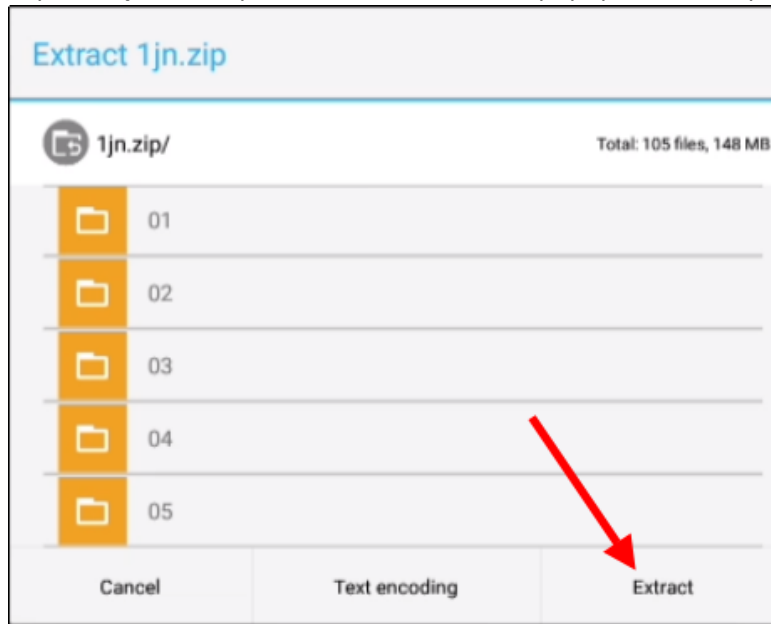 Extract 1jn.zip
1jn.zip/ Total: 105 files, 148 MB
01
02
03
04
05
Cancel Text encoding Extract